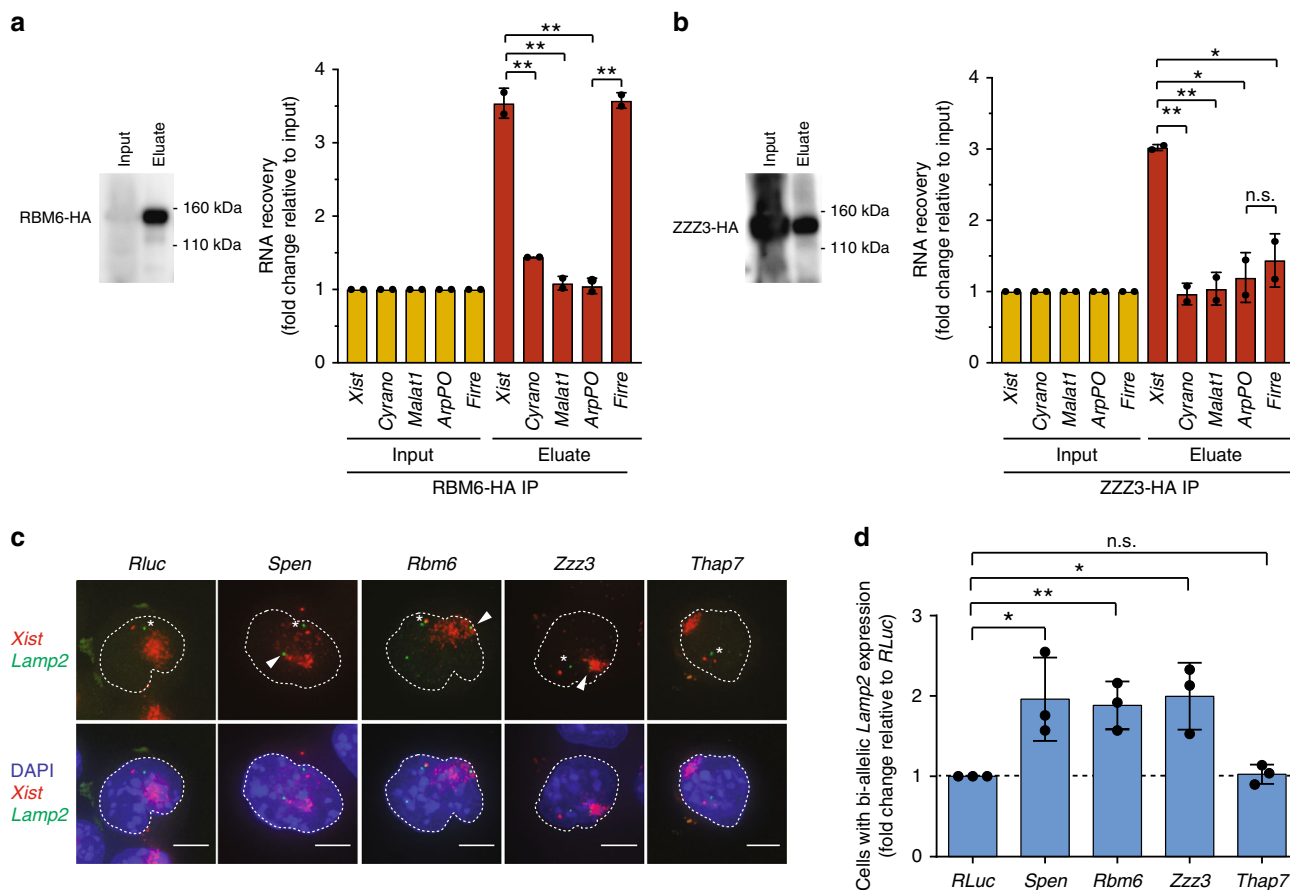 a
RBM6-HA
Input
Eluate
- 160 kDa
- 110 kDa
RNA recovery
(fold change relative to input)
4
3
2
1
0
**
**
**
**
Xist
Cyrano
Malat1
ArpPO
Firre
Xist
Cyrano
Malat1
ArpPO
Firre
Input
Eluate
RBM6-HA IP
b
ZZZ3-HA
Input
Eluate
- 160 kDa
- 110 kDa
RNA recovery
(fold change relative to input)
4
3
2
1
0
*
*
**
**
n.s.
Xist
Cyrano
Malat1
ArpPO
Firre
Xist
Cyrano
Malat1
ArpPO
Firre
Input
Eluate
ZZZ3-HA IP
c
Rluc
Spen
Rbm6
Zzz3
Thap7
Xist
Lamp2
*
*
*
*
*
DAPI
Xist
Lamp2
d
Cells with bi-allelic Lamp2 expression
(fold change relative to RLuc)
3
2
1
0
n.s.
*
**
*
RLuc
Spen
Rbm6
Zzz3
Thap7